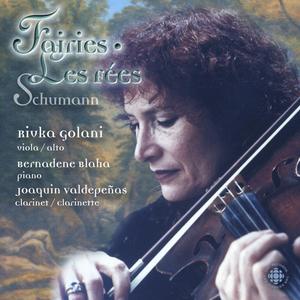 Fairies •
Les Fées
Schumann
Rivka Golani
viola / alto
Bernadene Blaha
piano
Joaquin Valdepeñas
clarinet / clarinette